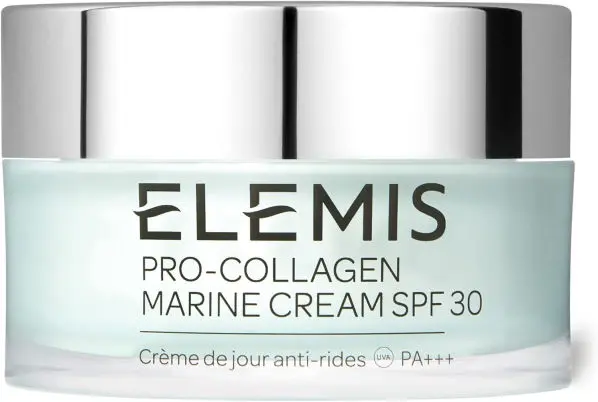 ELEMIS
PRO-COLLAGEN
MARINE CREAM SPF 30
Crème de jour anti-rides UVA PA+++